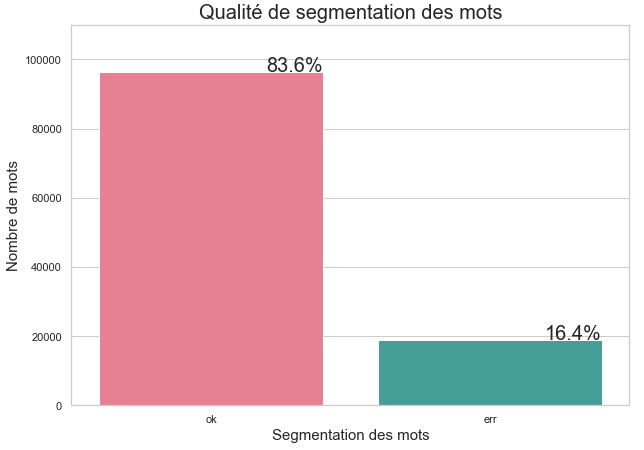 Qualité de segmentation des mots
Nombre de mots
100000
80000
60000
40000
20000
0
83.6%
16.4%
ok
err
Segmentation des mots